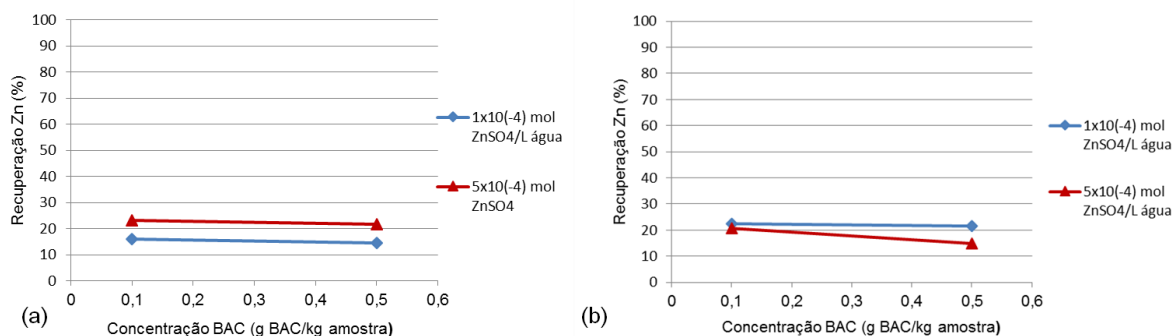 100
90
80
70
60
50
40
30
20
10
0
Recuperação Zn (%)
0
0,1
0,2
0,3
0,4
0,5
0,6
Concentração BAC (g BAC/kg amostra)
1x10(-4) mol
ZnSO4/L água
5x10(-4) mol
ZnSO4
(a)
100
90
80
70
60
50
40
30
20
10
0
Recuperação Zn (%)
0
0,1
0,2
0,3
0,4
0,5
0,6
Concentração BAC (g BAC/kg amostra)
1x10(-4) mol
ZnSO4/L água
5x10(-4) mol
ZnSO4/L água
(b)